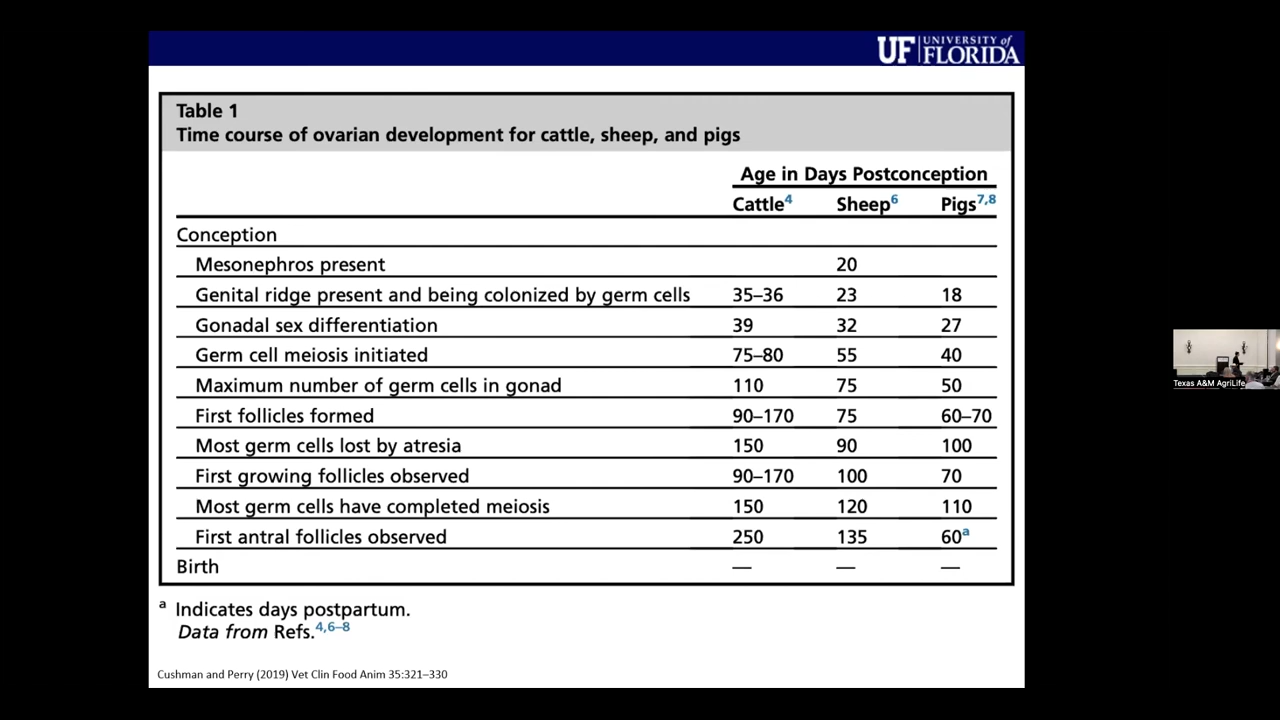 UF UNIVERSITY of FLORIDA
Table 1
Time course of ovarian development for cattle, sheep, and pigs
Age in Days Postconception
Cattle4 Sheep6 Pigs7,8
Conception
Mesonephros present 20
Genital ridge present and being colonized by germ cells 35–36 23 18
Gonadal sex differentiation 39 32 27
Germ cell meiosis initiated 75–80 55 40
Maximum number of germ cells in gonad 110 75 50
First follicles formed 90–170 75 60–70
Most germ cells lost by atresia 150 90 100
First growing follicles observed 90–170 100 70
Most germ cells have completed meiosis 150 120 110
First antral follicles observed 250 135 60a
Birth — — —
a Indicates days postpartum.
Data from Refs.4,6–8
Cushman and Perry (2019) Vet Clin Food Anim 35:321–330
Texas A&M AgriLife